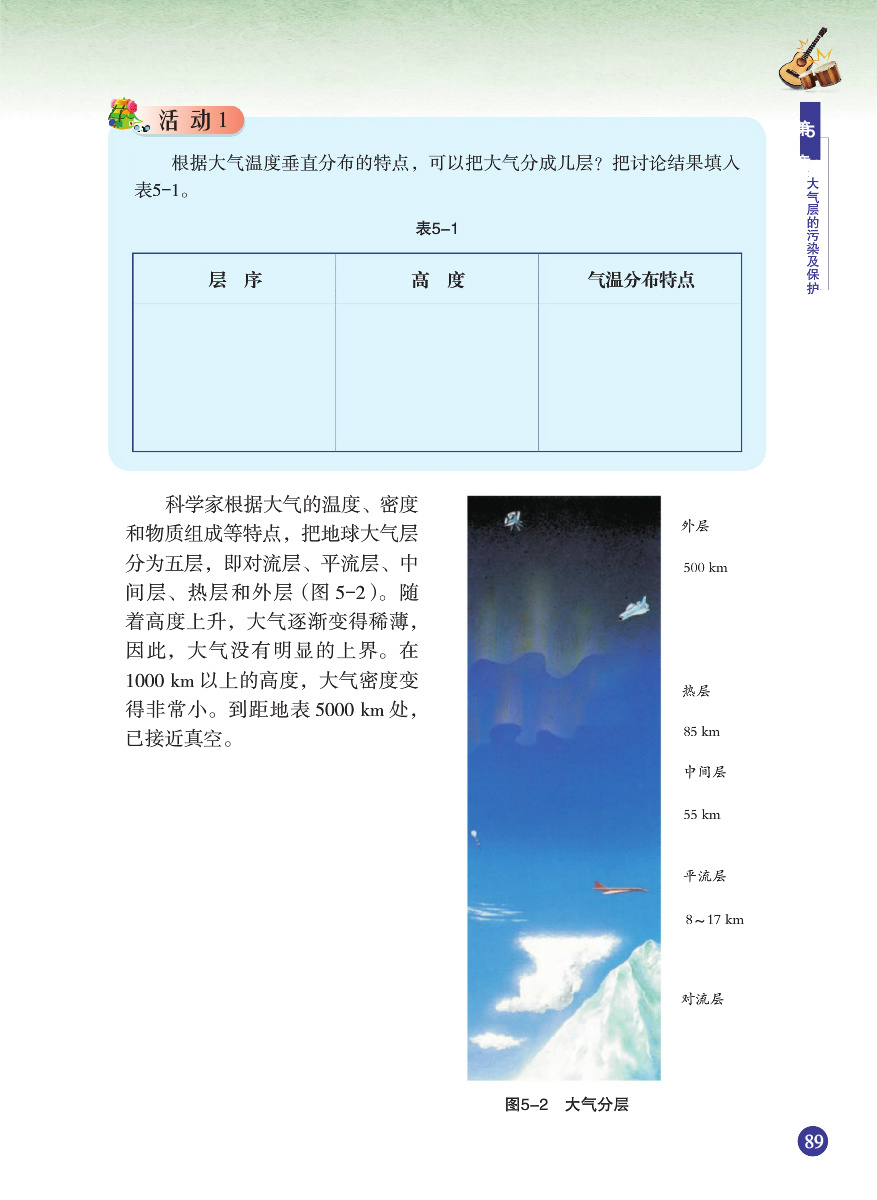 活 动 1
根据大气温度垂直分布的特点，可以把大气分成几层？把讨论结果填入
表5-1。
表5-1
层 序 高 度 气温分布特点
科学家根据大气的温度、密度
和物质组成等特点，把地球大气层
分为五层，即对流层、平流层、中
间层、热层和外层（图 5-2）。随
着高度上升，大气逐渐变得稀薄，
因此，大气没有明显的上界。在
1000 km 以上的高度，大气密度变
得非常小。到距地表 5000 km 处，
已接近真空。
外层
500 km
热层
85 km
中间层
55 km
平流层
8～17 km
对流层
图5-2 大气分层
5
大气层的污染及保护
89